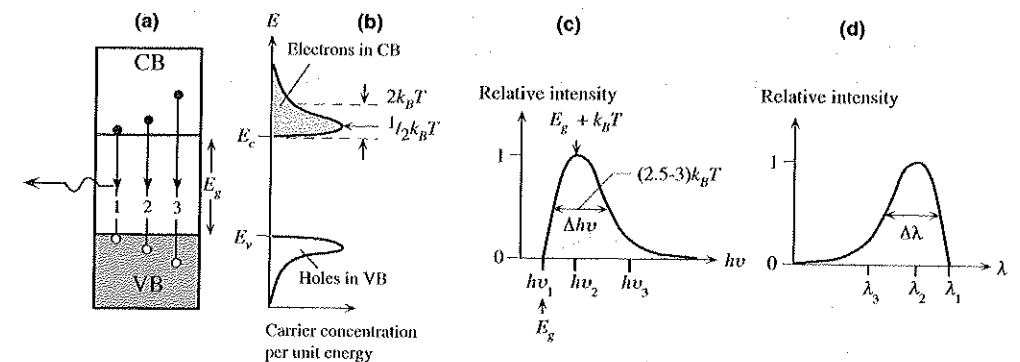 (a)
CB
1 2 3
E_g
VB
(b)
E
Electrons in CB
2k_BT
1/2k_BT
E_c
E_v
Holes in VB
Carrier concentration
per unit energy
(c)
Relative intensity
E_g + k_BT
1
(2.5-3)k_BT
Δhυ
0
hυ
hυ_1 hυ_2 hυ_3
E_g
(d)
Relative intensity
1
Δλ
0
λ
λ_3 λ_2 λ_1